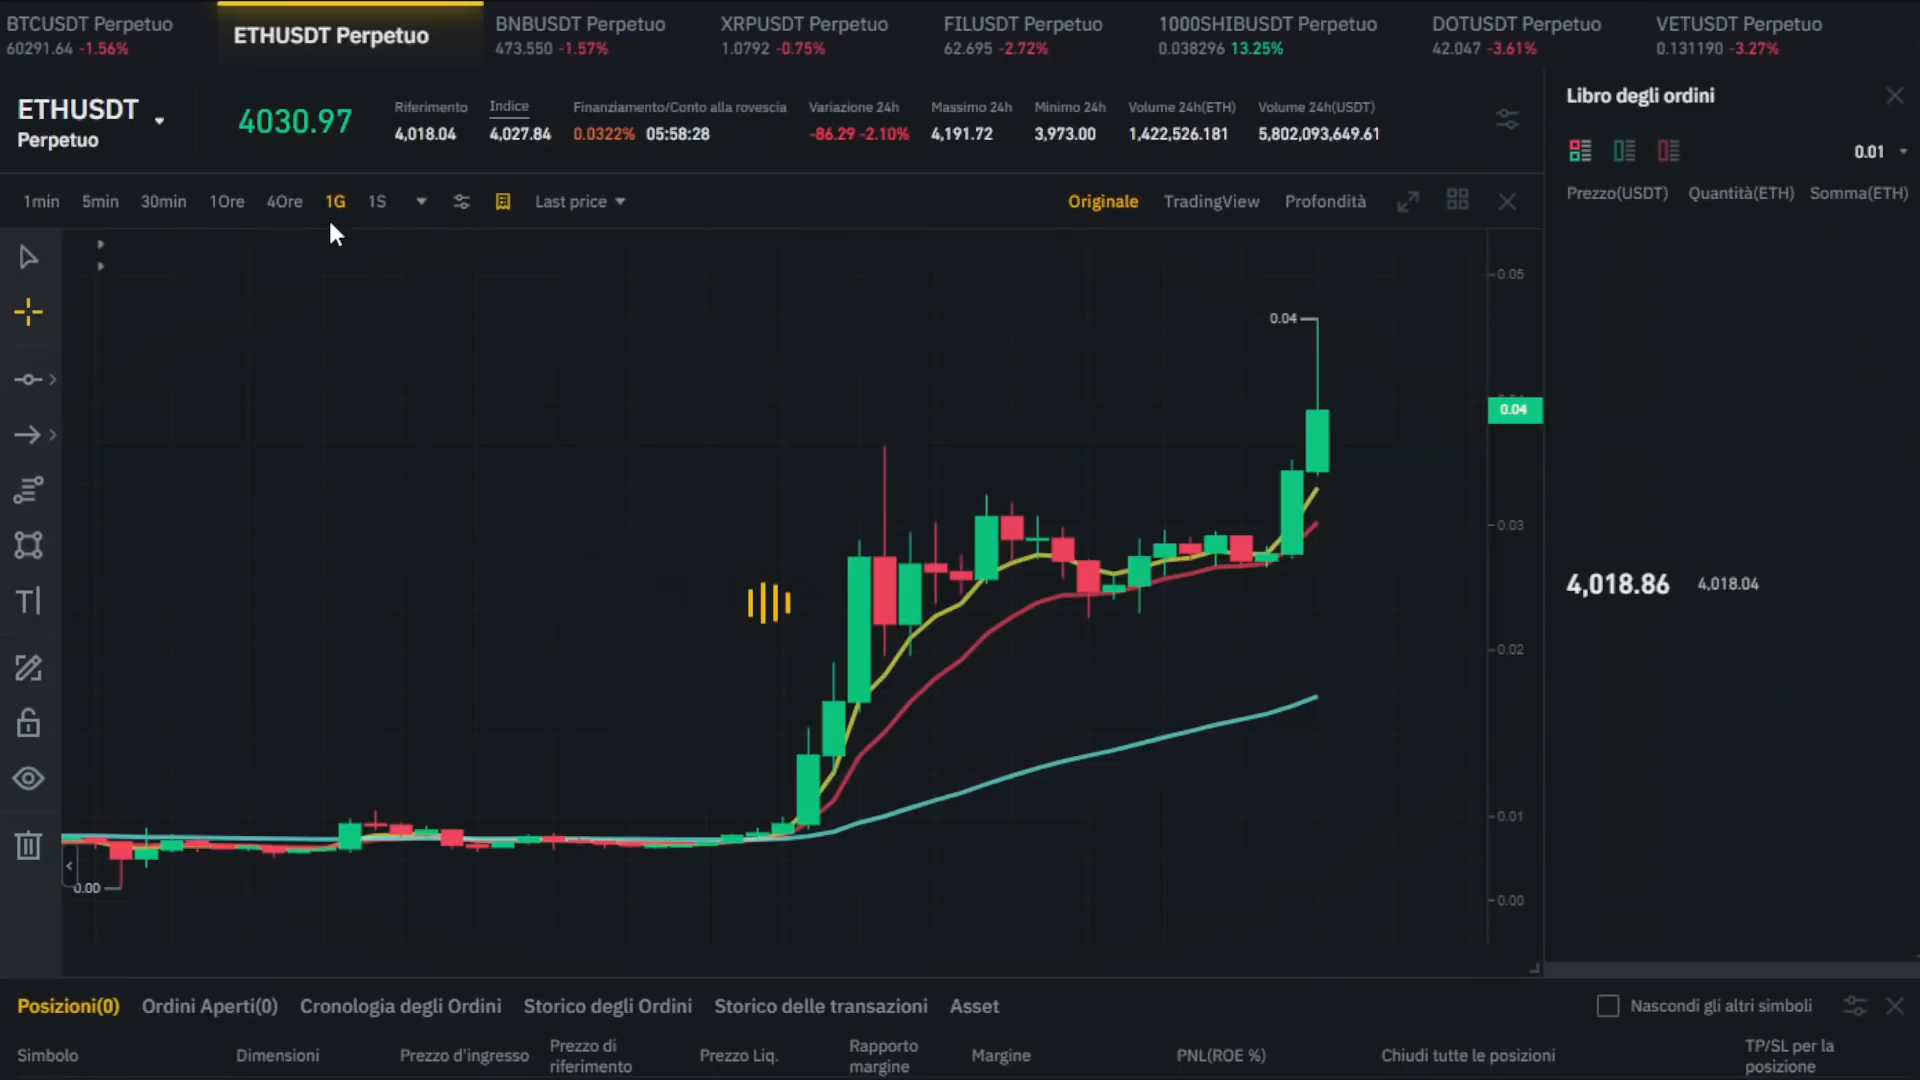 BTCUSDT Perpetuo
60291.64 -1.56%
ETHUSDT Perpetuo
BNBUSDT Perpetuo
473.550 -1.57%
XRPUSDT Perpetuo
1.0792 -0.75%
FILUSDT Perpetuo
62.695 -2.72%
1000SHIBUSDT Perpetuo
0.038296 13.25%
DOTUSDT Perpetuo
42.047 -3.61%
VETUSDT Perpetuo
0.131190 -3.27%
ETHUSDT
Perpetuo
4030.97
Riferimento
4,018.04
Indice
4,027.84
Finanziamento/Conto alla rovescia
0.0322% 05:58:28
Variazione 24h
-86.29 -2.10%
Massimo 24h
4,191.72
Minimo 24h
3,973.00
Volume 24h(ETH)
1,422,526.181
Volume 24h(USDT)
5,802,093,649.61
1min 5min 30min 1Ore 4Ore 1G 1S Last price
Originale TradingView Profondità
0.05
0.04
0.04
0.03
0.02
0.01
0.00
0.00
Libro degli ordini
0.01
Prezzo(USDT) Quantità(ETH) Somma(ETH)
4,018.86 4,018.04
Posizioni(0) Ordini Aperti(0) Cronologia degli Ordini Storico degli Ordini Storico delle transazioni Asset
Nascondi gli altri simboli
Simbolo
Dimensioni
Prezzo d'ingresso
Prezzo di
riferimento
Prezzo Liq.
Rapporto
margine
Margine
PNL(ROE %)
Chiudi tutte le posizioni
TP/SL per la
posizione